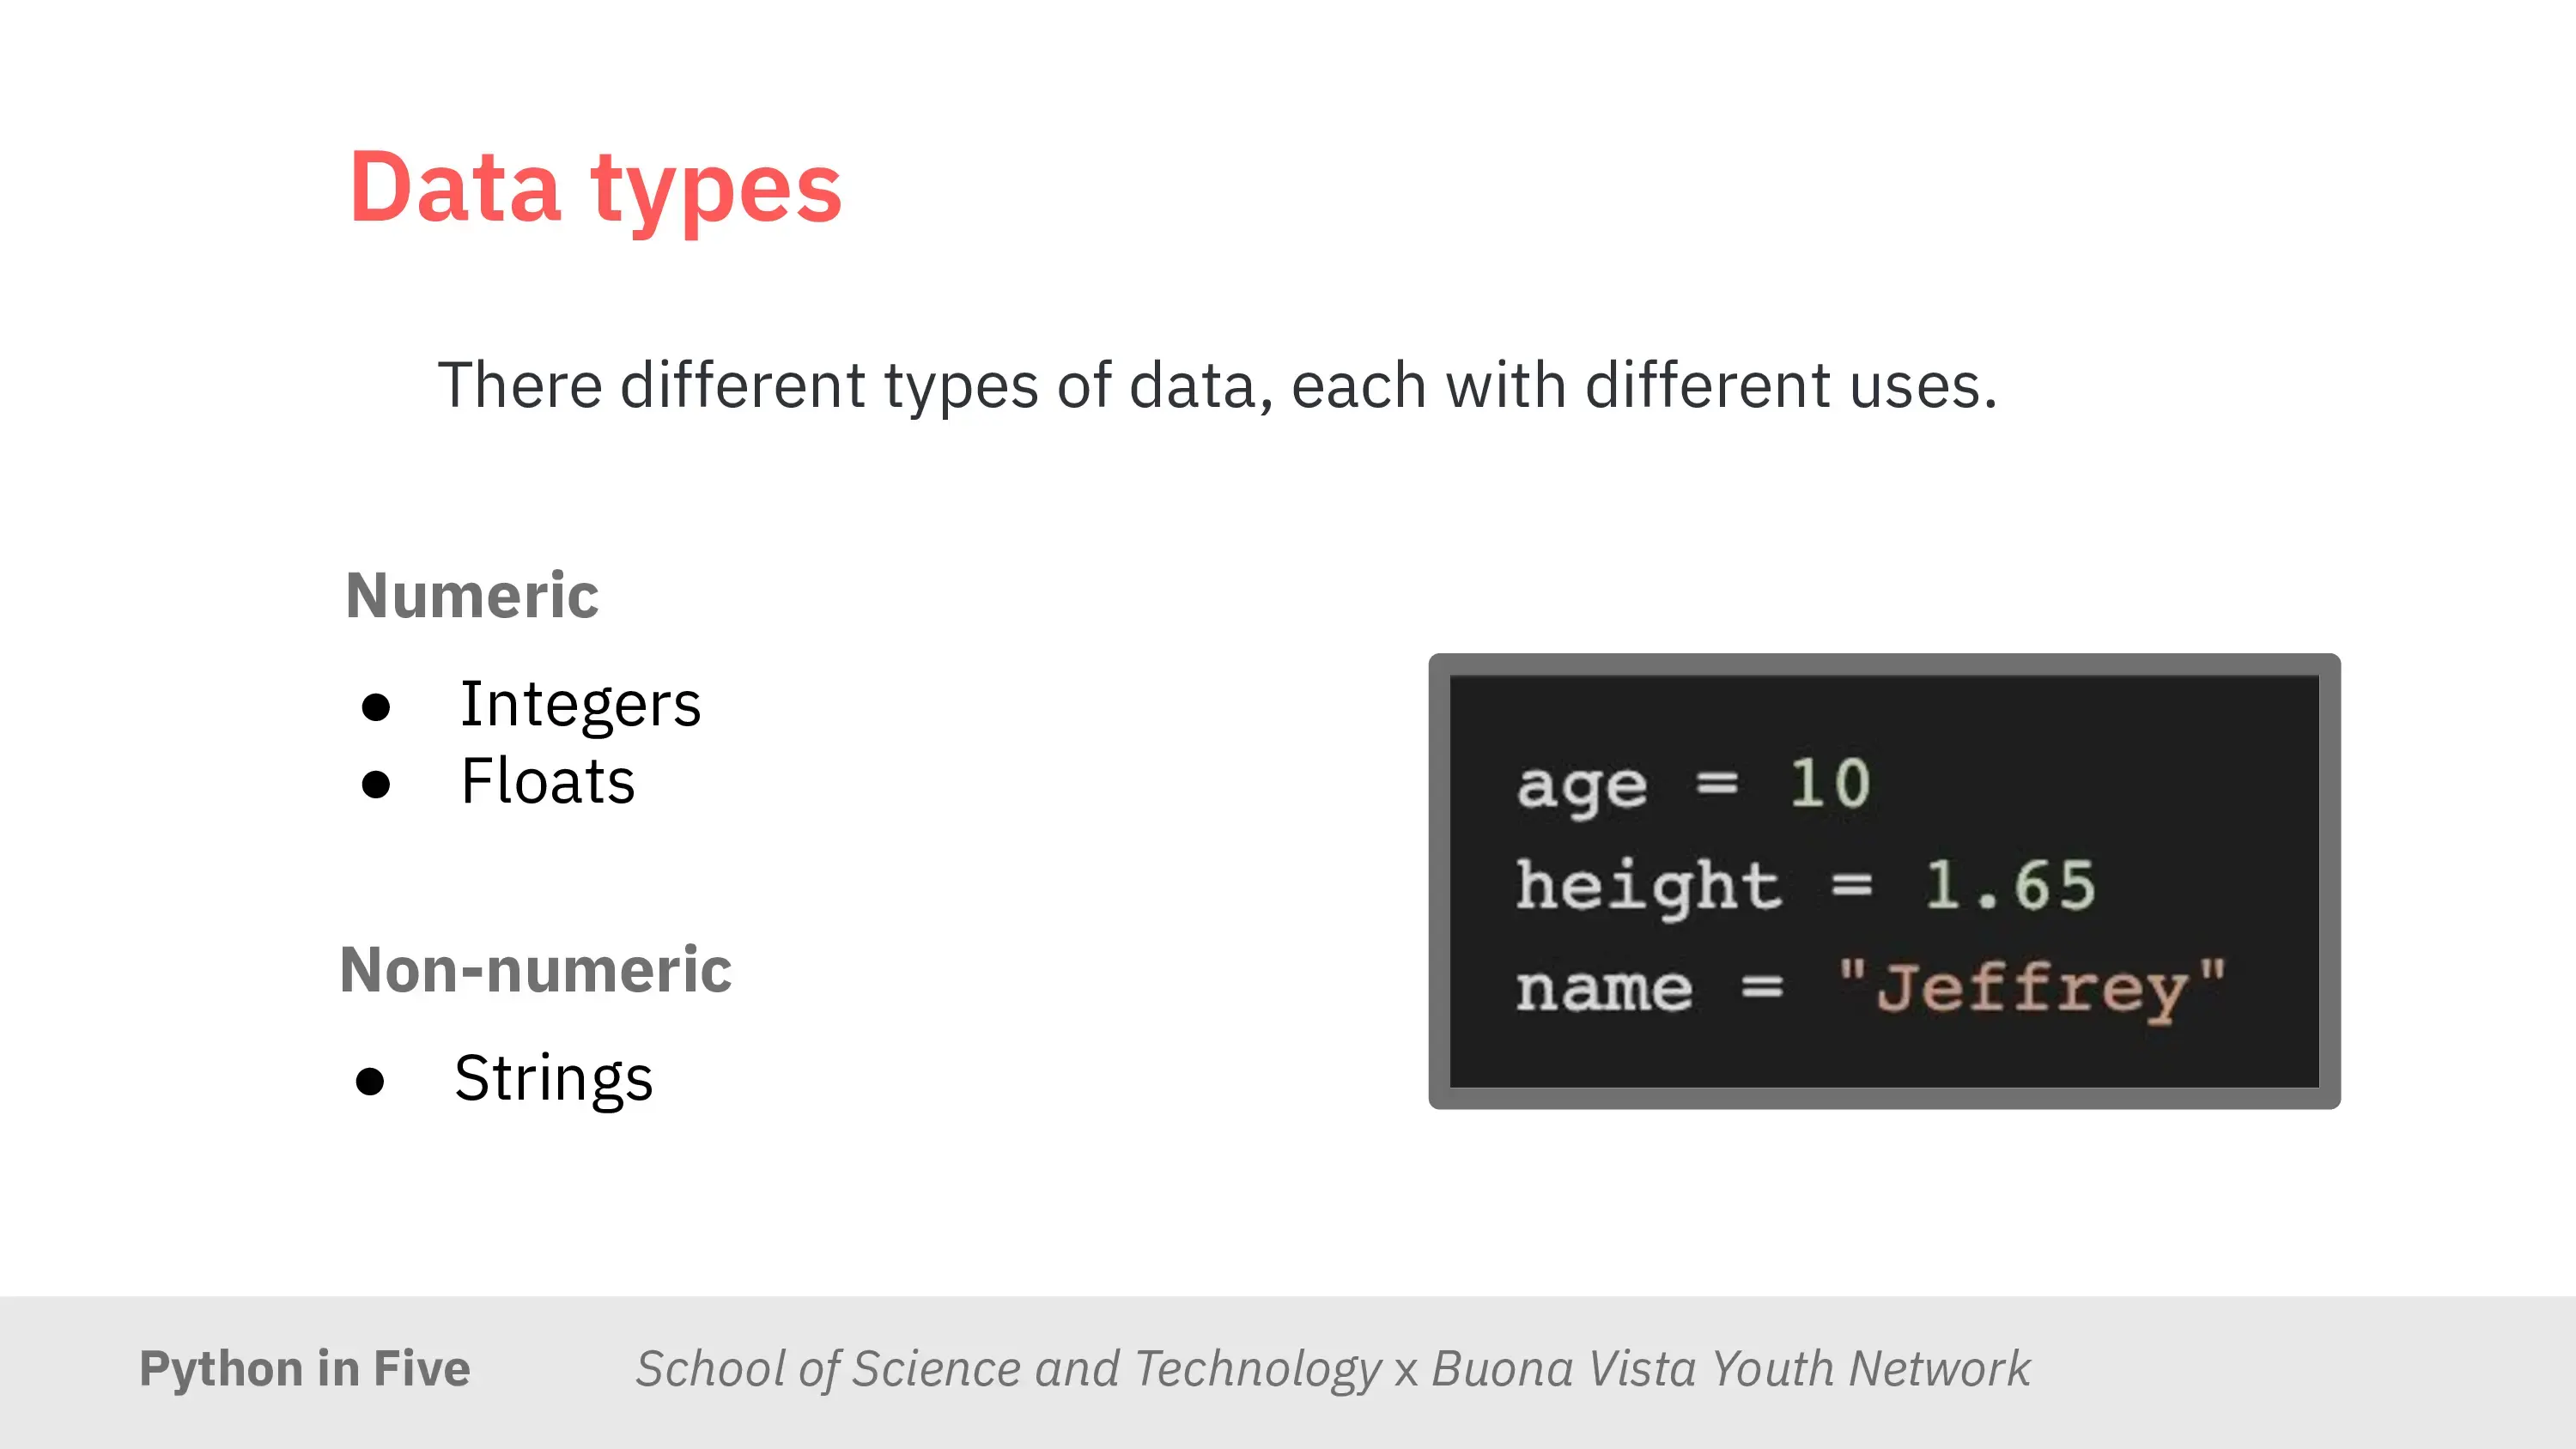 Data types
There different types of data, each with different uses.
Numeric
● Integers
● Floats
Non-numeric
● Strings
age = 10
height = 1.65
name = "Jeffrey"
Python in Five School of Science and Technology x Buona Vista Youth Network